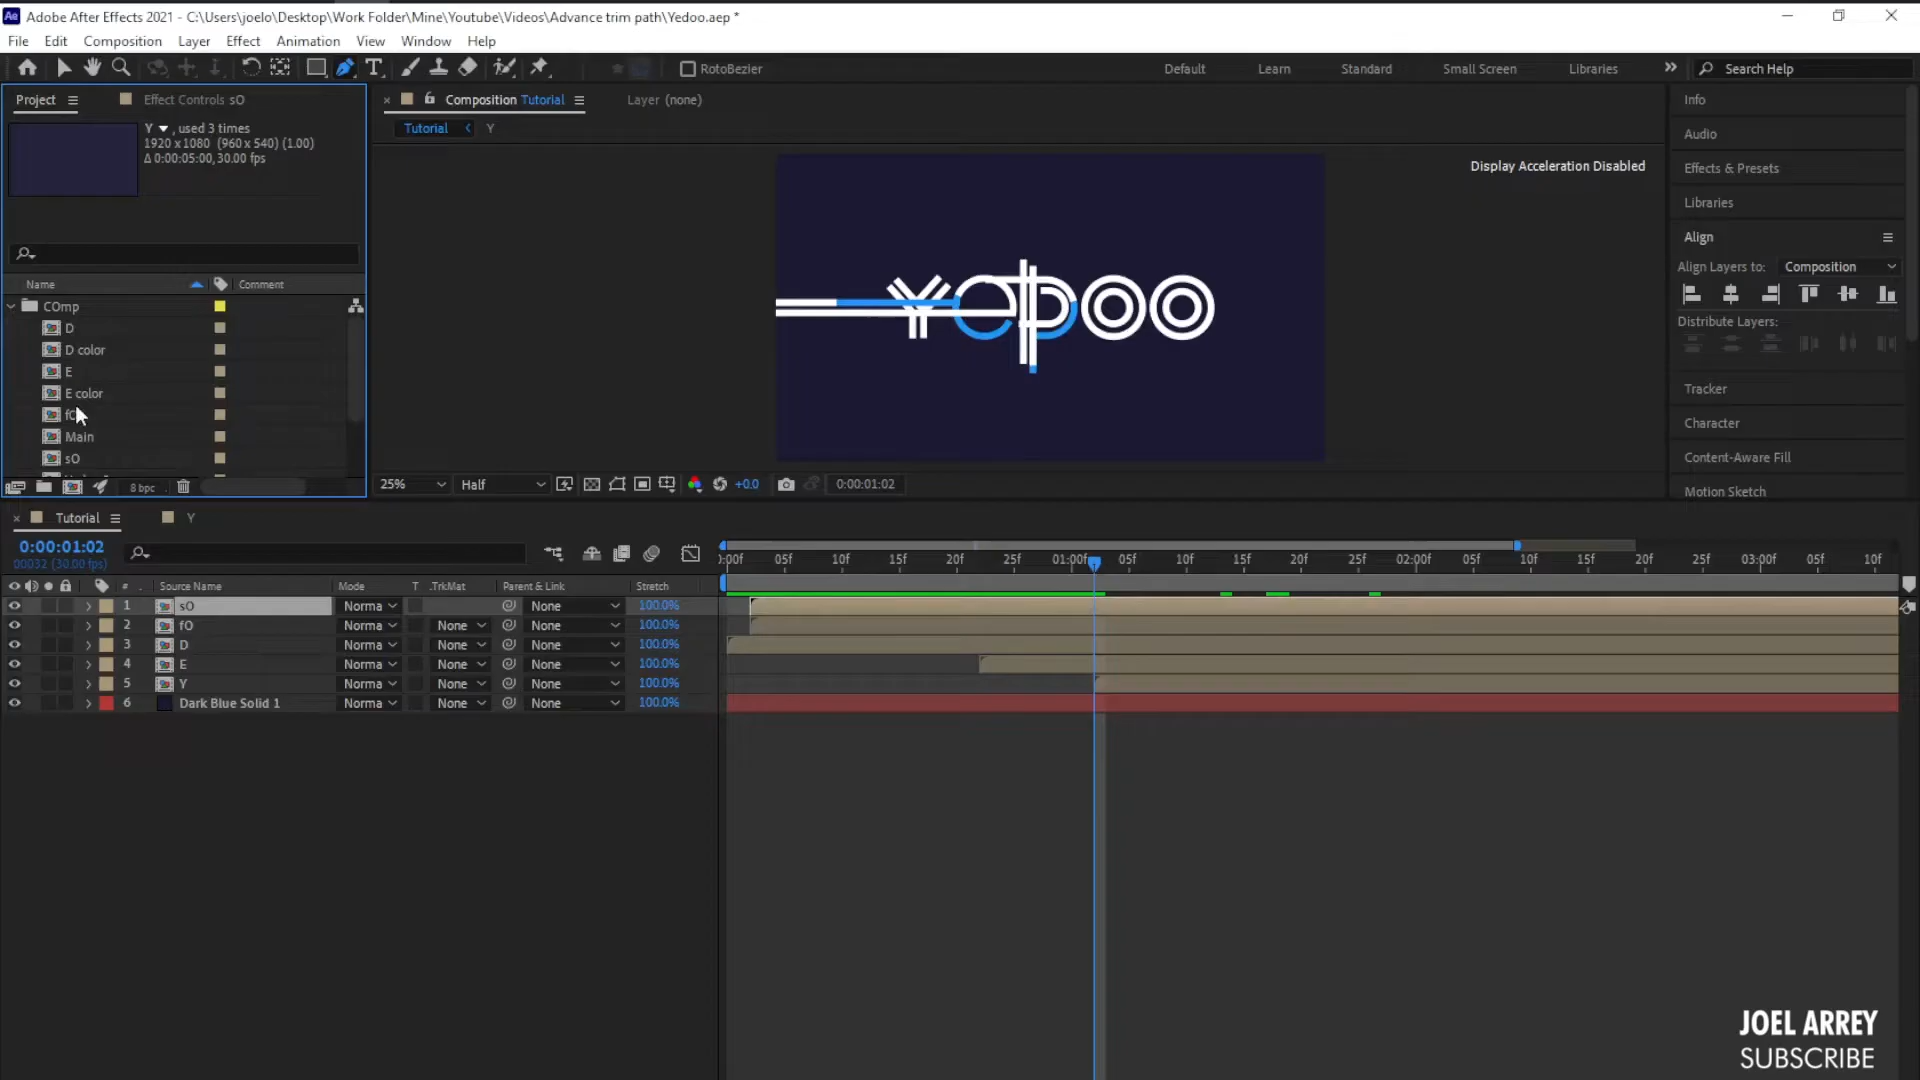 Adobe After Effects 2021 - C:\Users\joelo\Desktop\Work Folder\Mine\Youtube\Videos\Advance trim path\Yedoo.aep *
File Edit Composition Layer Effect Animation View Window Help
RotoBezier
Default Learn Standard Small Screen Libraries
Search Help
Project
Effect Controls sO
Y , used 3 times
1920 x 1080 (960 x 540) (1.00)
Δ 0:00:05:00, 30.00 fps
Name Comment
COmp
D
D color
E
E color
Main
sO
8 bpc
Composition Tutorial
Layer (none)
Tutorial Y
Display Acceleration Disabled
Yedoo
25% Half +0.0 0:00:01:02
Info
Audio
Effects & Presets
Libraries
Align
Align Layers to: Composition
Distribute Layers:
Tracker
Character
Content-Aware Fill
Motion Sketch
Tutorial Y
0:00:01:02
00032 (30.00 fps)
# Source Name Mode T .TrkMat Parent & Link Stretch
1 sO Norma None 100.0%
2 fO Norma None None 100.0%
3 D Norma None None 100.0%
4 E Norma None None 100.0%
5 Y Norma None None 100.0%
6 Dark Blue Solid 1 Norma None None 100.0%
):00f 05f 10f 15f 20f 25f 01:00f 05f 10f 15f 20f 25f 02:00f 05f 10f 15f 20f 25f 03:00f 05f 10f
JOEL ARREY
SUBSCRIBE